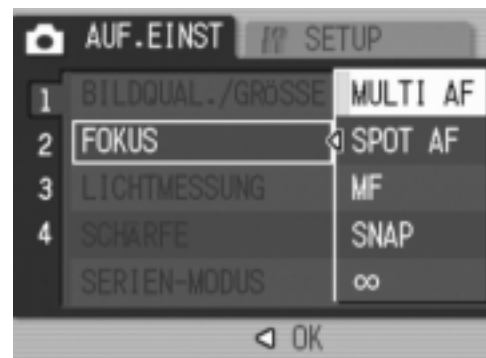 AUF.EINST SETUP
1 BILDQUAL./GRÖSSE MULTI AF
2 FOKUS SPOT AF
3 LICHTMESSUNG MF
4 SCHÄRFE SNAP
SERIEN-MODUS ∞
OK